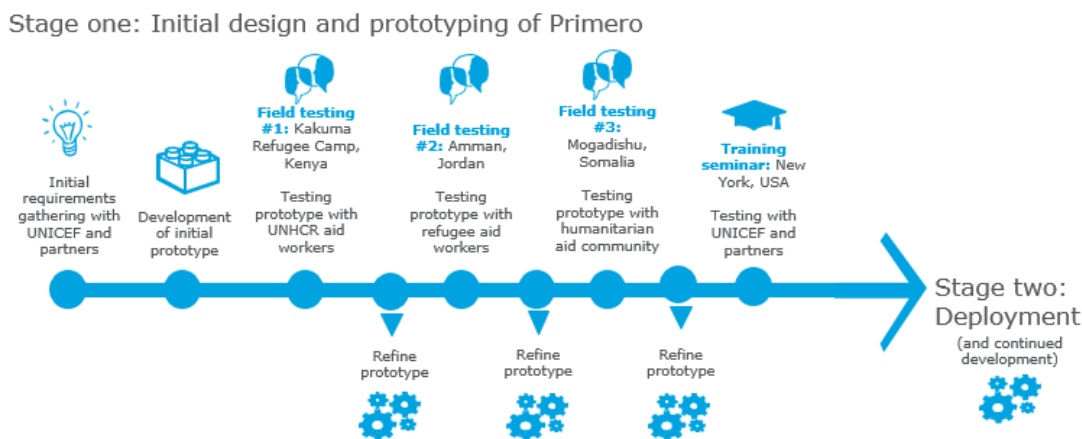 Stage one: Initial design and prototyping of Primero
Initial
requirements
gathering with
UNICEF and
partners
Development
of initial
prototype
Field testing
#1: Kakuma
Refugee Camp,
Kenya
Testing
prototype with
UNHCR aid
workers
Refine
prototype
Field testing
#2: Amman,
Jordan
Testing
prototype with
refugee aid
workers
Refine
prototype
Field testing
#3:
Mogadishu,
Somalia
Testing
prototype with
humanitarian
aid community
Refine
prototype
Training
seminar: New
York, USA
Testing with
UNICEF and
partners
Stage two:
Deployment
(and continued
development)